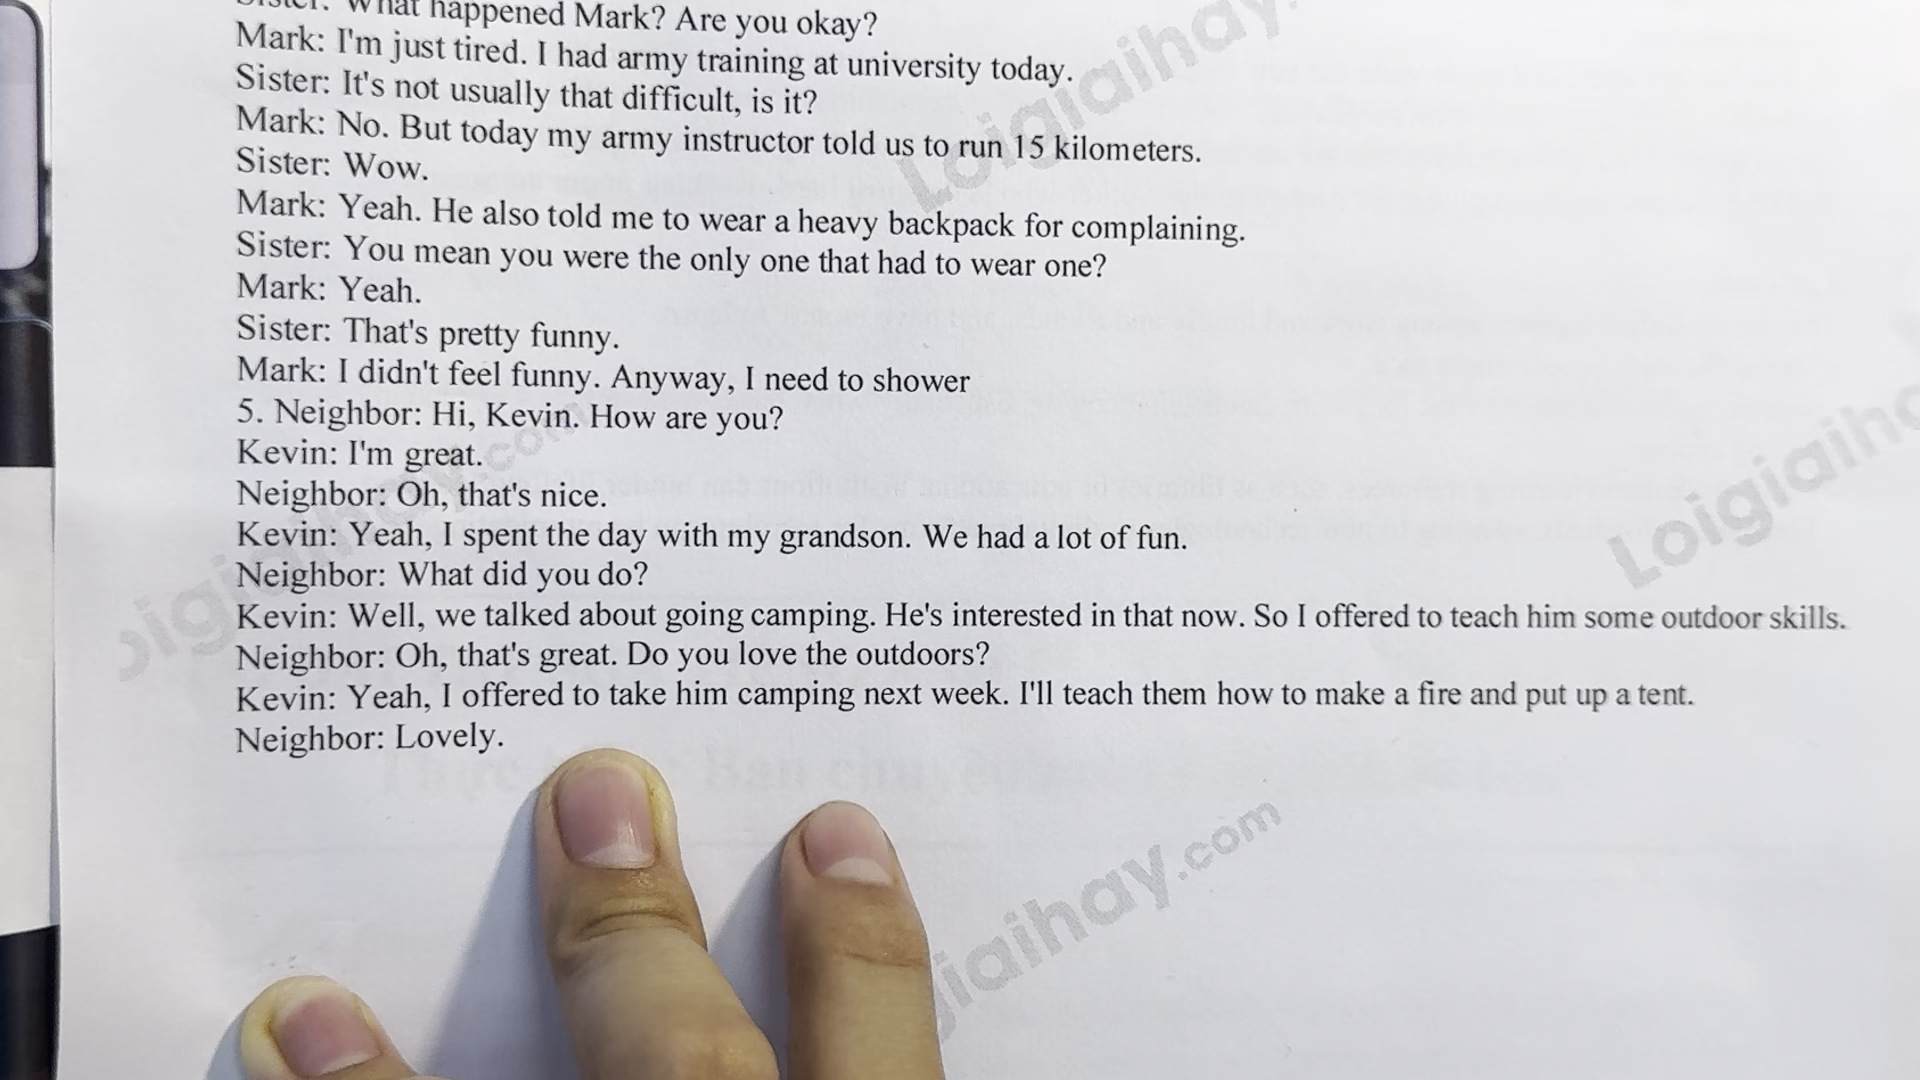 Sister: What happened Mark? Are you okay?
Mark: I'm just tired. I had army training at university today.
Sister: It's not usually that difficult, is it?
Mark: No. But today my army instructor told us to run 15 kilometers.
Sister: Wow.
Mark: Yeah. He also told me to wear a heavy backpack for complaining.
Sister: You mean you were the only one that had to wear one?
Mark: Yeah.
Sister: That's pretty funny.
Mark: I didn't feel funny. Anyway, I need to shower
5. Neighbor: Hi, Kevin. How are you?
Kevin: I'm great.
Neighbor: Oh, that's nice.
Kevin: Yeah, I spent the day with my grandson. We had a lot of fun.
Neighbor: What did you do?
Kevin: Well, we talked about going camping. He's interested in that now. So I offered to teach him some outdoor skills.
Neighbor: Oh, that's great. Do you love the outdoors?
Kevin: Yeah, I offered to take him camping next week. I'll teach them how to make a fire and put up a tent.
Neighbor: Lovely.
Loigiaihay.
Loigiaiha
oigiaihay.com
giaihay.com